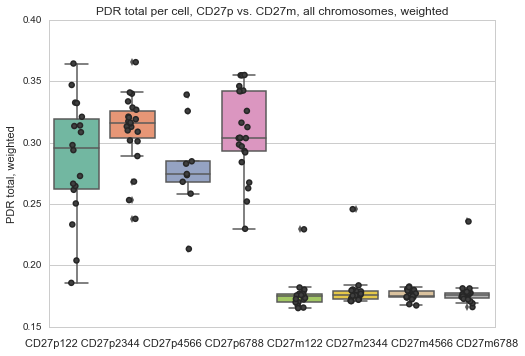 PDR total per cell, CD27p vs. CD27m, all chromosomes, weighted
0.40
0.35
0.30
0.25
0.20
0.15
PDR total, weighted
CD27p122 CD27p2344 CD27p4566 CD27p6788 CD27m122 CD27m2344 CD27m4566 CD27m6788